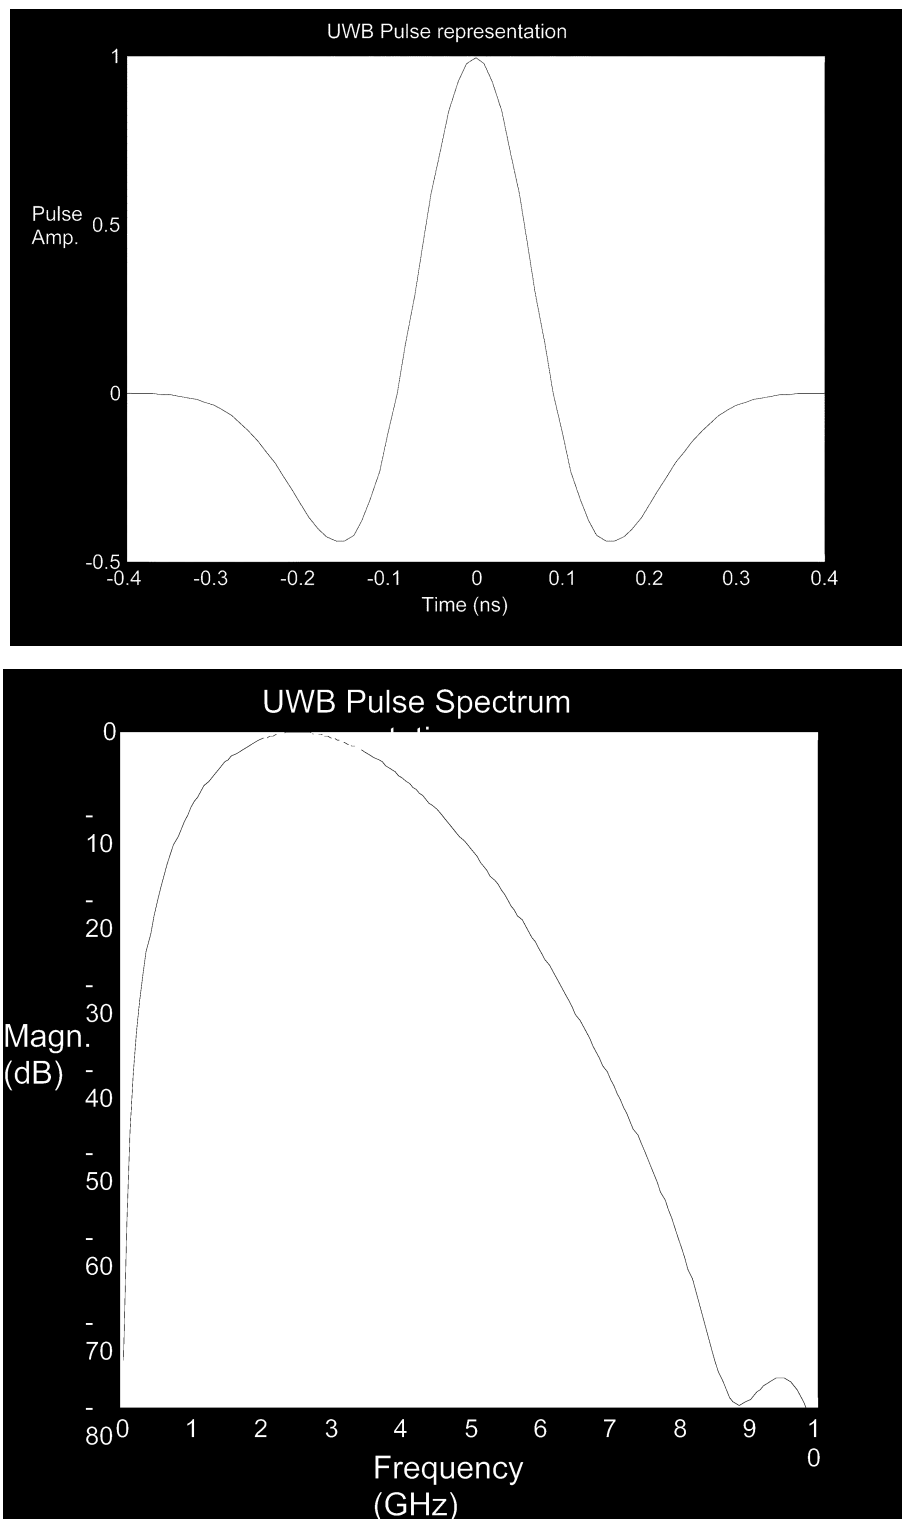 UWB Pulse representation
1
Pulse
Amp.
0.5
0
-0.5
-0.4 -0.3 -0.2 -0.1 0 0.1 0.2 0.3 0.4
Time (ns)
UWB Pulse Spectrum
0
-
10
-
20
-
30
Magn.
(dB)
-
40
-
50
-
60
-
70
-
80
0 1 2 3 4 5 6 7 8 9 1
0
Frequency
(GHz)